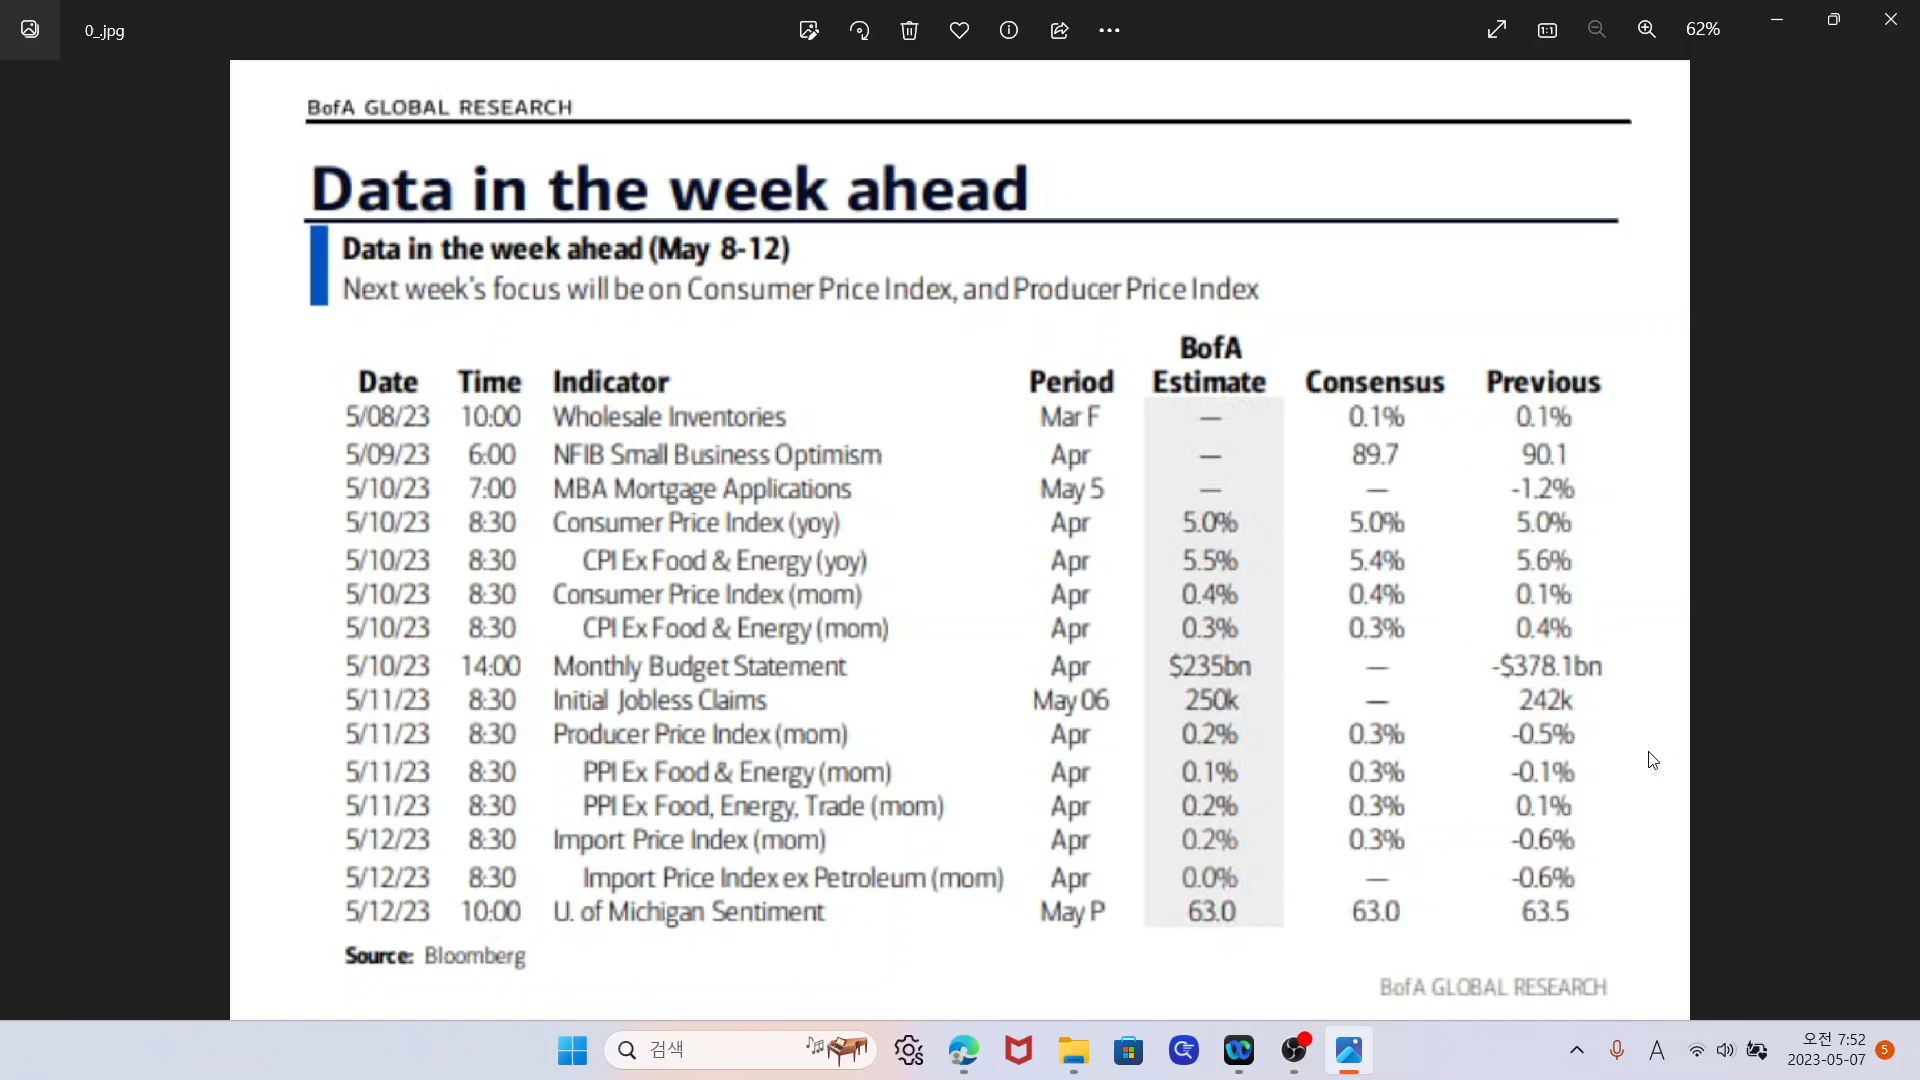 0_.jpg
62%
BofA GLOBAL RESEARCH
Data in the week ahead
Data in the week ahead (May 8-12)
Next week's focus will be on Consumer Price Index, and Producer Price Index
BofA
Date Time Indicator Period Estimate Consensus Previous
5/08/23 10:00 Wholesale Inventories Mar F — 0.1% 0.1%
5/09/23 6:00 NFIB Small Business Optimism Apr — 89.7 90.1
5/10/23 7:00 MBA Mortgage Applications May 5 — — -1.2%
5/10/23 8:30 Consumer Price Index (yoy) Apr 5.0% 5.0% 5.0%
5/10/23 8:30 CPI Ex Food & Energy (yoy) Apr 5.5% 5.4% 5.6%
5/10/23 8:30 Consumer Price Index (mom) Apr 0.4% 0.4% 0.1%
5/10/23 8:30 CPI Ex Food & Energy (mom) Apr 0.3% 0.3% 0.4%
5/10/23 14:00 Monthly Budget Statement Apr $235bn — -$378.1bn
5/11/23 8:30 Initial Jobless Claims May 06 250k — 242k
5/11/23 8:30 Producer Price Index (mom) Apr 0.2% 0.3% -0.5%
5/11/23 8:30 PPI Ex Food & Energy (mom) Apr 0.1% 0.3% -0.1%
5/11/23 8:30 PPI Ex Food, Energy, Trade (mom) Apr 0.2% 0.3% 0.1%
5/12/23 8:30 Import Price Index (mom) Apr 0.2% 0.3% -0.6%
5/12/23 8:30 Import Price Index ex Petroleum (mom) Apr 0.0% — -0.6%
5/12/23 10:00 U. of Michigan Sentiment May P 63.0 63.0 63.5
Source: Bloomberg
BofA GLOBAL RESEARCH
검색
A
오전 7:52
2023-05-07
5